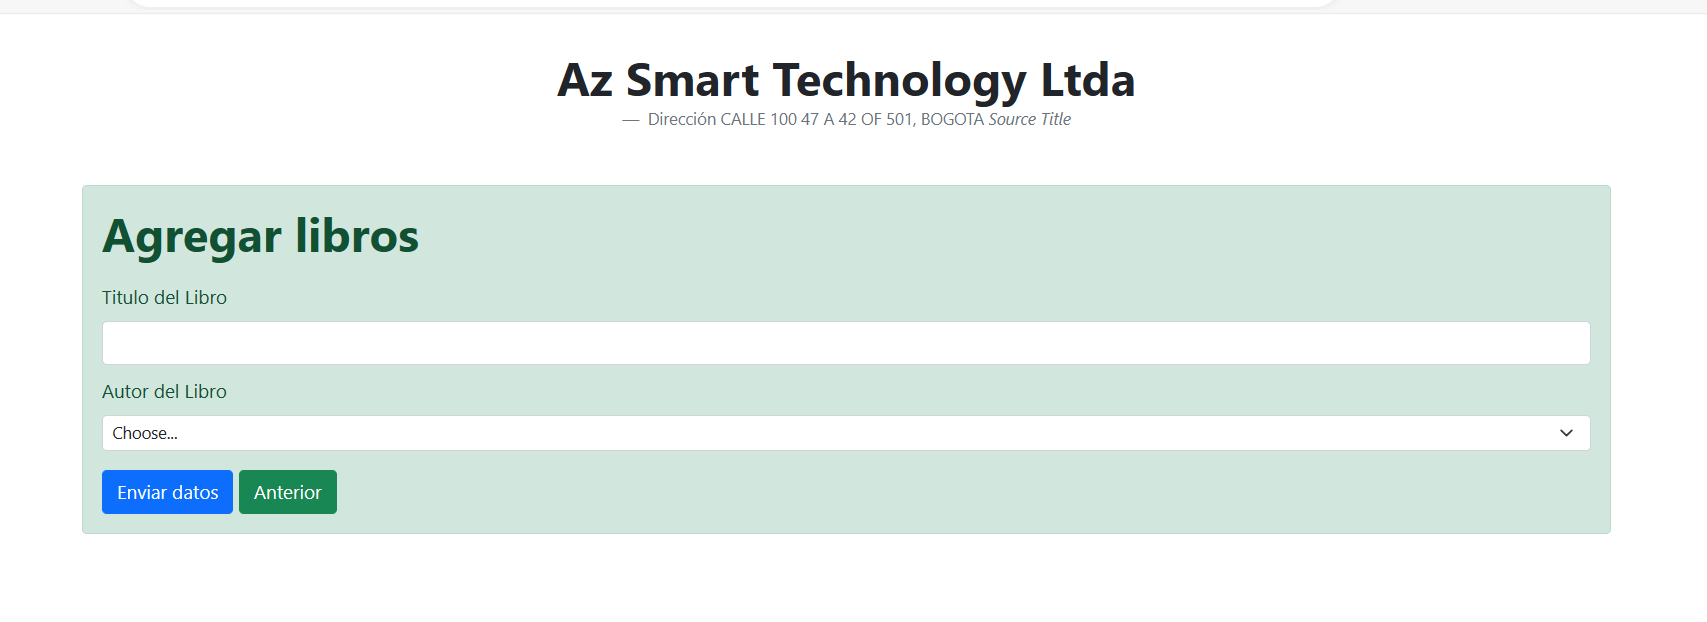 Az Smart Technology Ltda
— Dirección CALLE 100 47 A 42 OF 501, BOGOTA Source Title
Agregar libros
Titulo del Libro
Autor del Libro
Choose...
Enviar datos Anterior